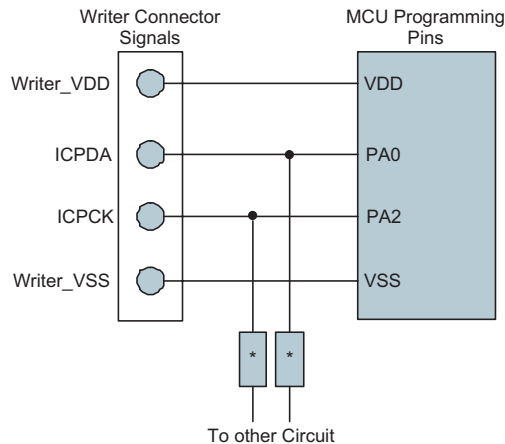 Writer Connector
Signals
MCU Programming
Pins
Writer_VDD
VDD
ICPDA
PA0
ICPCK
PA2
Writer_VSS
VSS
* *
To other Circuit